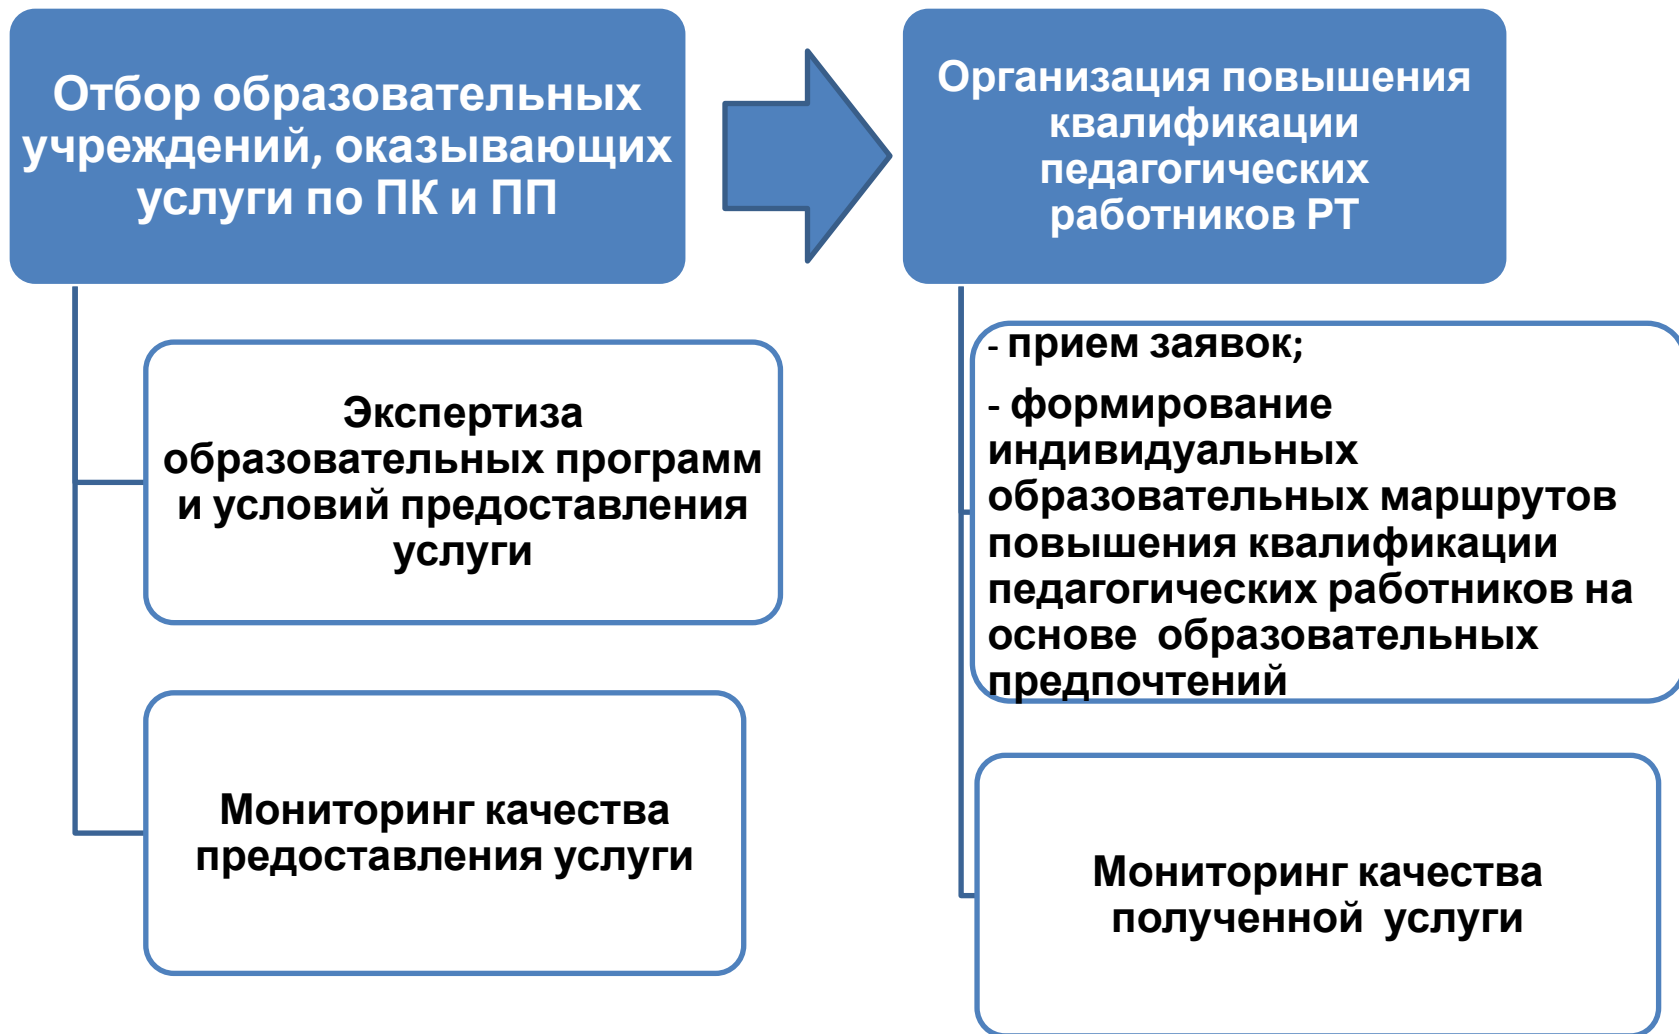 Отбор образовательных
учреждений, оказывающих
услуги по ПК и ПП
Экспертиза
образовательных программ
и условий предоставления
услуги
Мониторинг качества
предоставления услуги
Организация повышения
квалификации
педагогических
работников РТ
- прием заявок;
- формирование
индивидуальных
образовательных маршрутов
повышения квалификации
педагогических работников на
основе  образовательных
предпочтений
Мониторинг качества
полученной  услуги